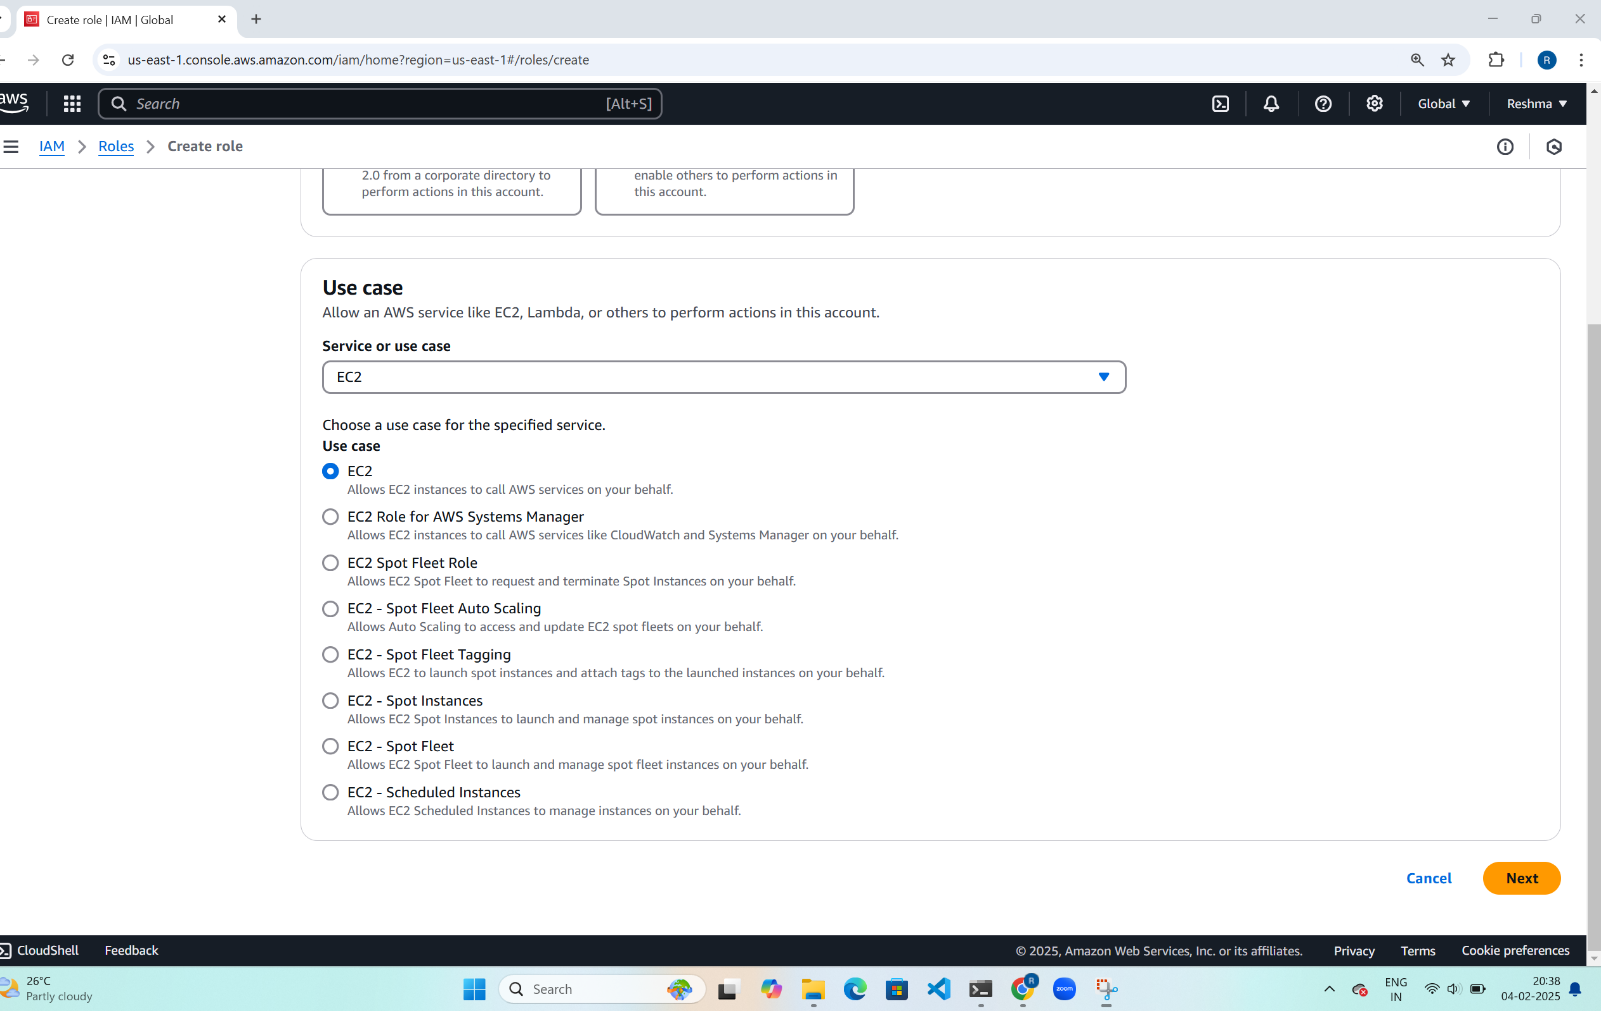 Create role | IAM | Global
us-east-1.console.aws.amazon.com/iam/home?region=us-east-1#/roles/create
R
aws
Search
[Alt+S]
Global
Reshma
IAM
Roles
Create role
2.0 from a corporate directory to
perform actions in this account.
enable others to perform actions in
this account.
Use case
Allow an AWS service like EC2, Lambda, or others to perform actions in this account.
Service or use case
EC2
Choose a use case for the specified service.
Use case
EC2
Allows EC2 instances to call AWS services on your behalf.
EC2 Role for AWS Systems Manager
Allows EC2 instances to call AWS services like CloudWatch and Systems Manager on your behalf.
EC2 Spot Fleet Role
Allows EC2 Spot Fleet to request and terminate Spot Instances on your behalf.
EC2 - Spot Fleet Auto Scaling
Allows Auto Scaling to access and update EC2 spot fleets on your behalf.
EC2 - Spot Fleet Tagging
Allows EC2 to launch spot instances and attach tags to the launched instances on your behalf.
EC2 - Spot Instances
Allows EC2 Spot Instances to launch and manage spot instances on your behalf.
EC2 - Spot Fleet
Allows EC2 Spot Fleet to launch and manage spot fleet instances on your behalf.
EC2 - Scheduled Instances
Allows EC2 Scheduled Instances to manage instances on your behalf.
Cancel
Next
CloudShell
Feedback
© 2025, Amazon Web Services, Inc. or its affiliates.
Privacy
Terms
Cookie preferences
26°C
Partly cloudy
Search
R
zoom
ENG
IN
20:38
04-02-2025